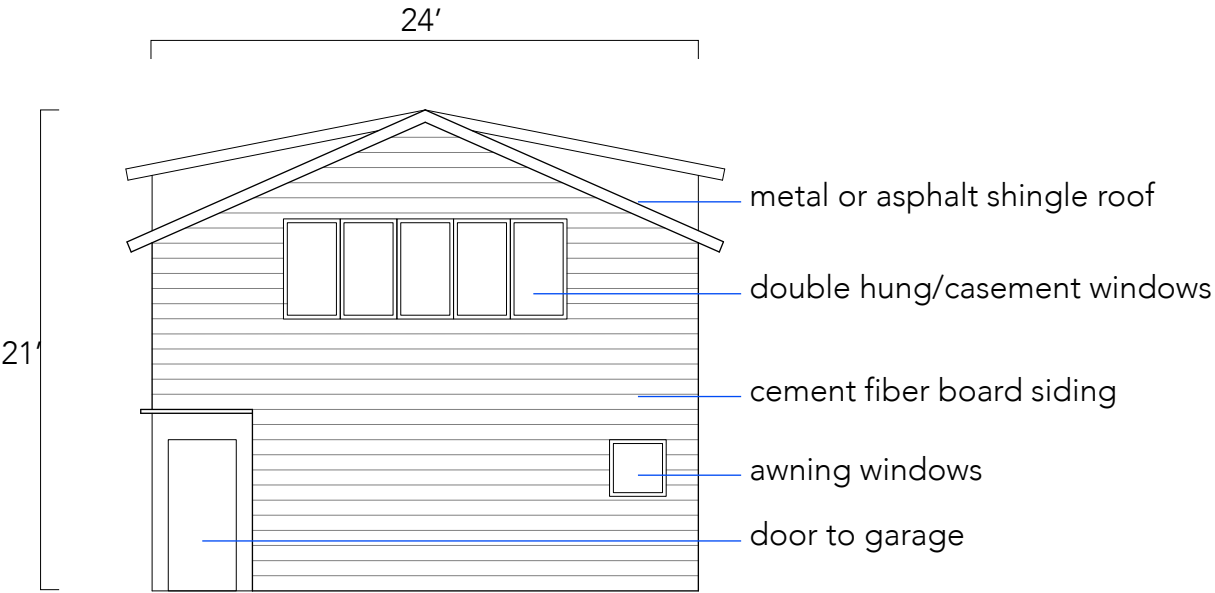 24′
metal or asphalt shingle roof
double hung/casement windows
21′
cement fiber board siding
awning windows
door to garage